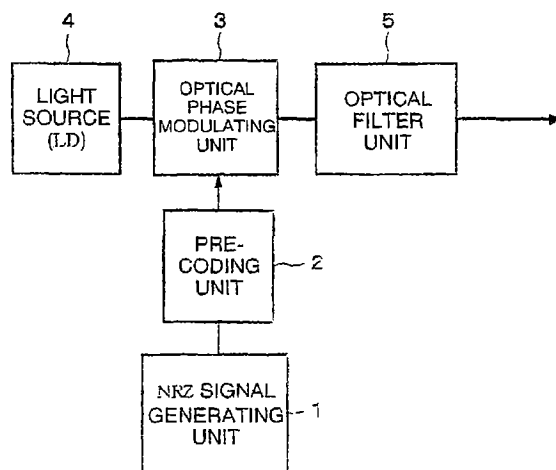 4
3
5
LIGHT
SOURCE
(LD)
OPTICAL
PHASE
MODULATING
UNIT
OPTICAL
FILTER
UNIT
PRE-
CODING
UNIT
2
NRZ SIGNAL
GENERATING
UNIT
1